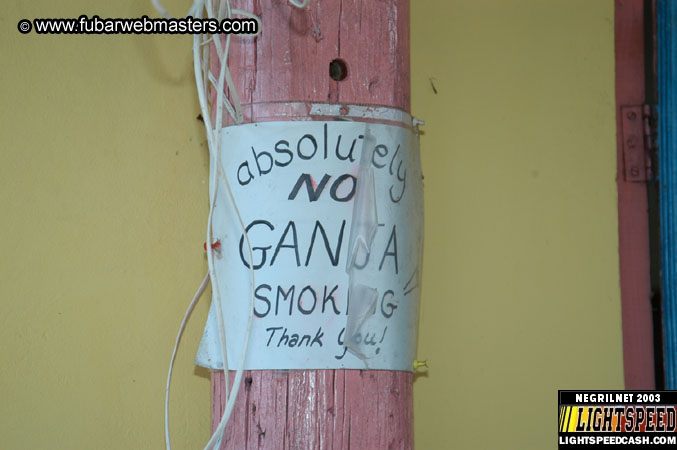 © www.fubarwebmasters.com
absolutely
NO
GANJA
SMOKING
Thank You!
NEGRILNET 2003
LIGHTSPEED
LIGHTSPEEDCASH.COM